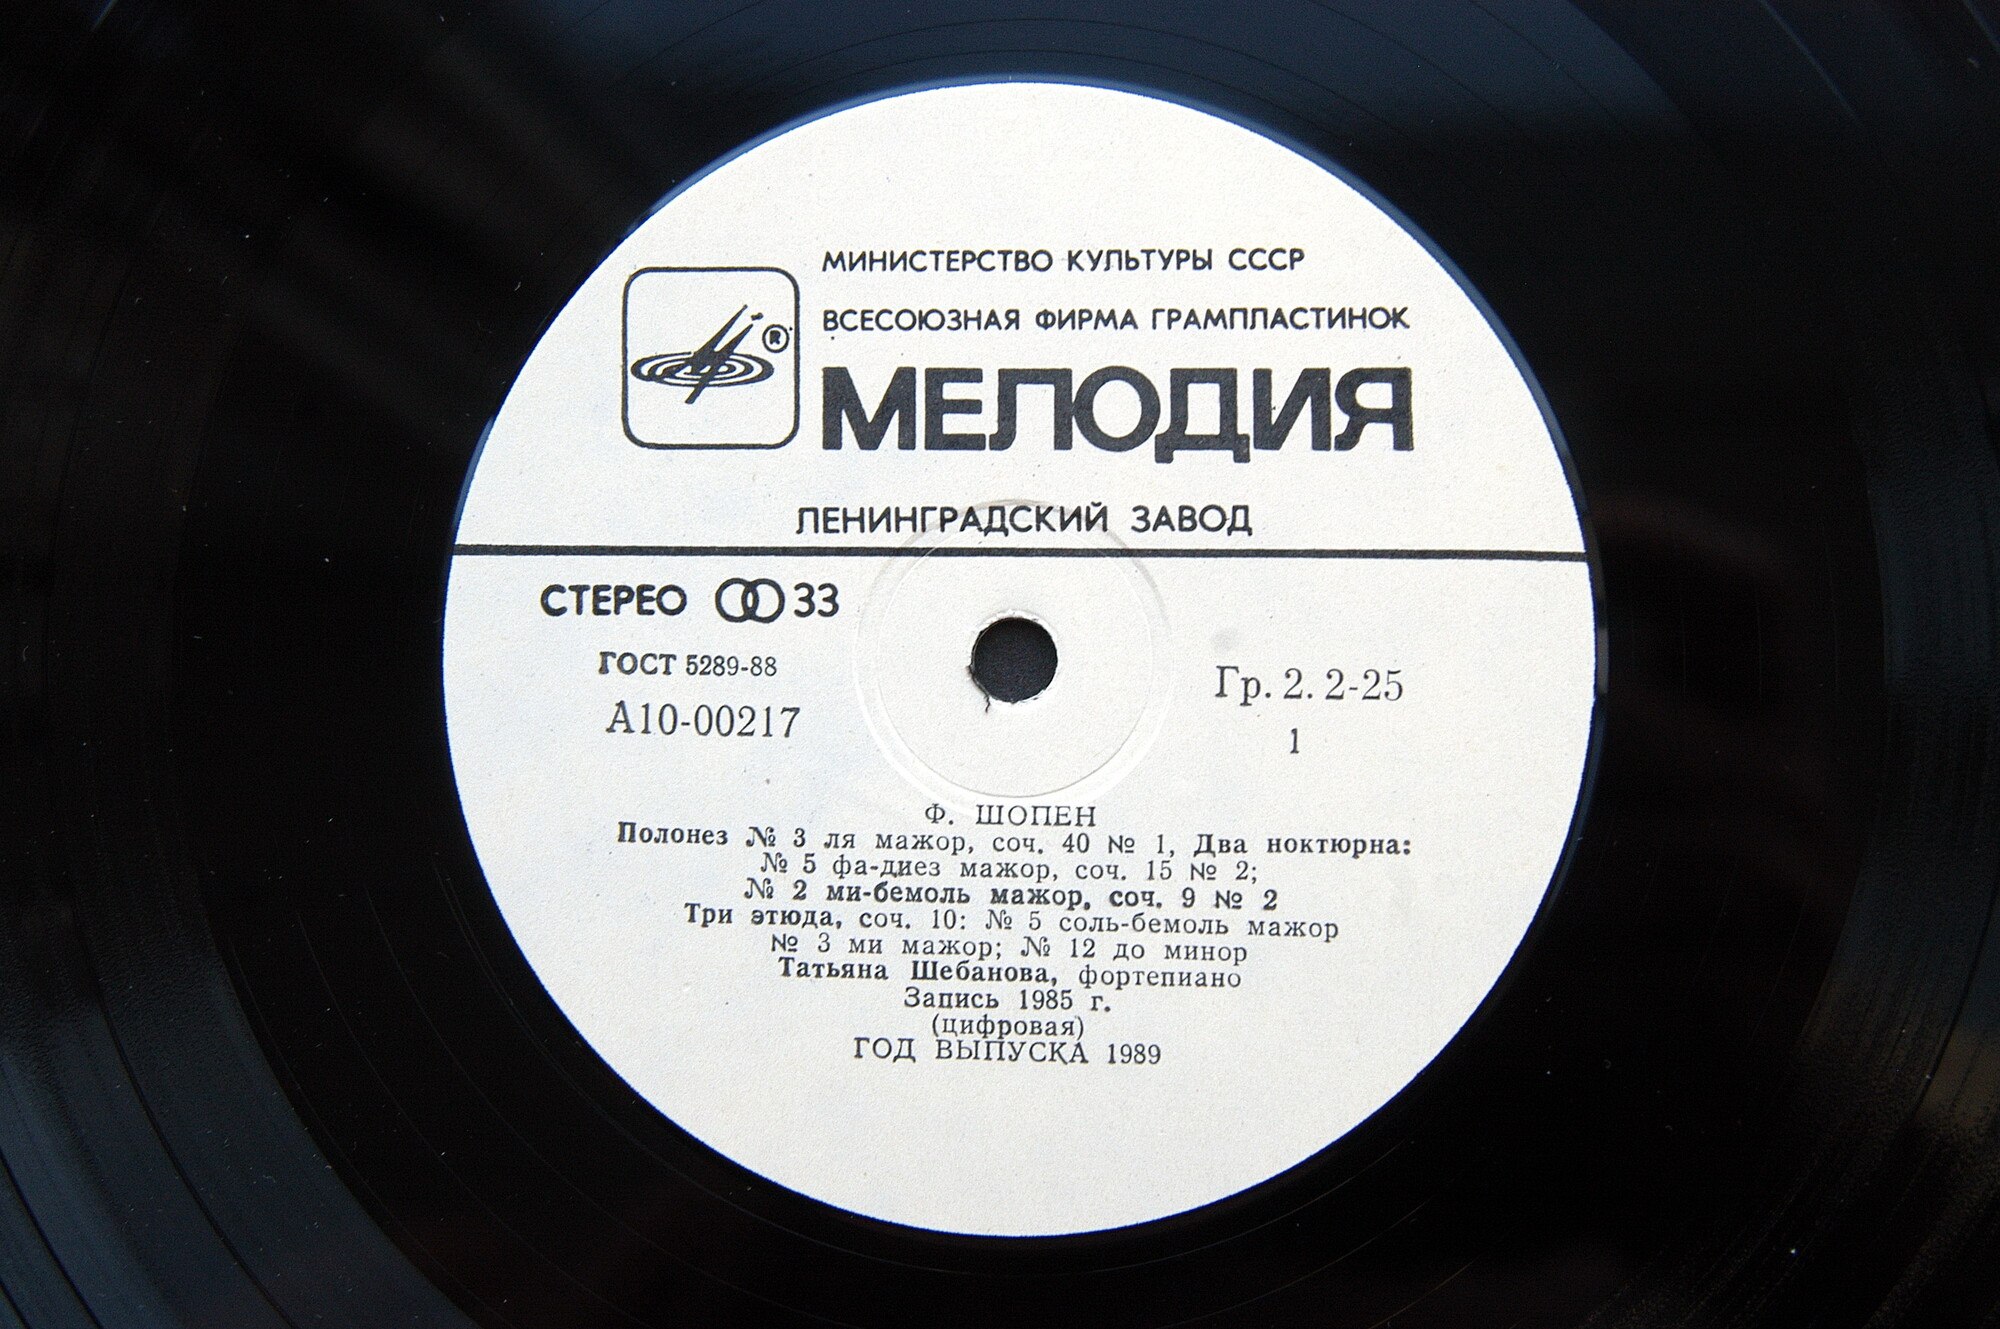 МИНИСТЕРСТВО КУЛЬТУРЫ СССР
ВСЕСОЮЗНАЯ ФИРМА ГРАМПЛАСТИНОК
®
МЕЛОДИЯ
ЛЕНИНГРАДСКИЙ ЗАВОД
СТЕРЕО 33
ГОСТ 5289-88
А10-00217
Гр. 2. 2-25
1
Ф. ШОПЕН
Полонез № 3 ля мажор, соч. 40 № 1, Два ноктюрна:
№ 5 фа-диез мажор, соч. 15 № 2;
№ 2 ми-бемоль мажор, соч. 9 № 2
Три этюда, соч. 10: № 5 соль-бемоль мажор
№ 3 ми мажор; № 12 до минор
Татьяна Шебанова, фортепиано
Запись 1985 г.
(цифровая)
ГОД ВЫПУСКА 1989